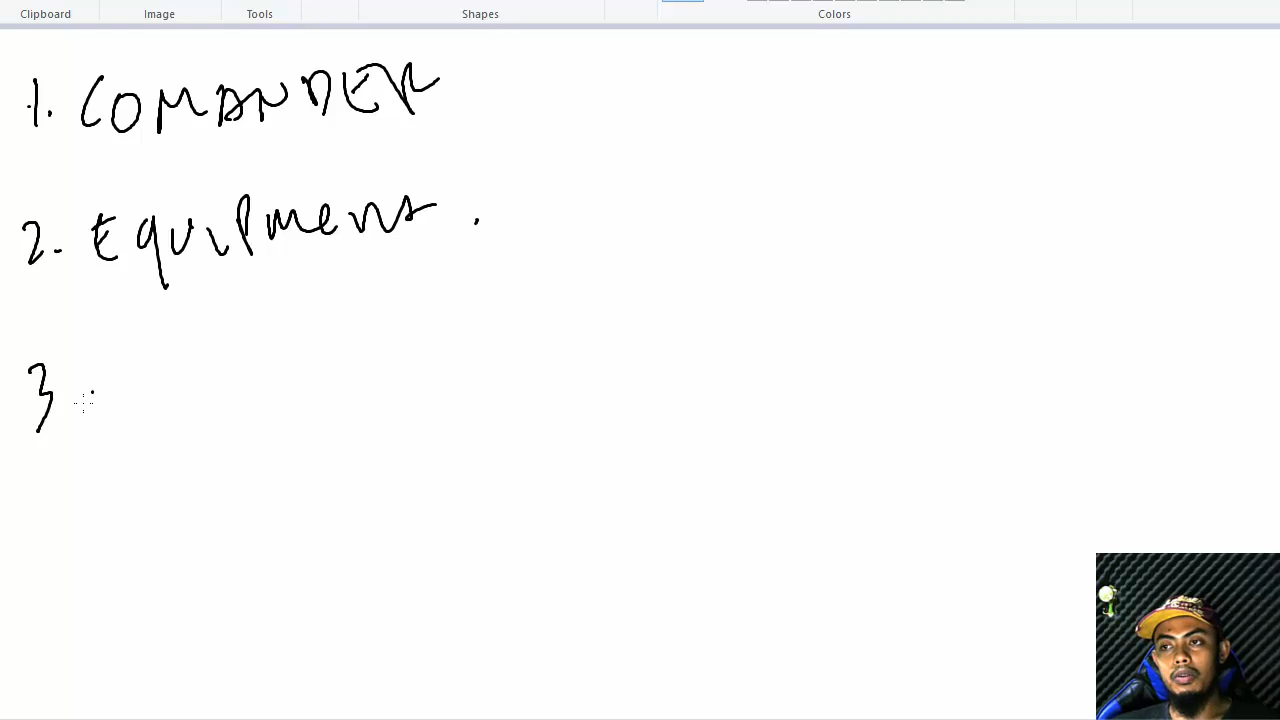 Clipboard Image Tools Shapes Colors
1. COMANDER
2. EQUIPMENT .
3 .